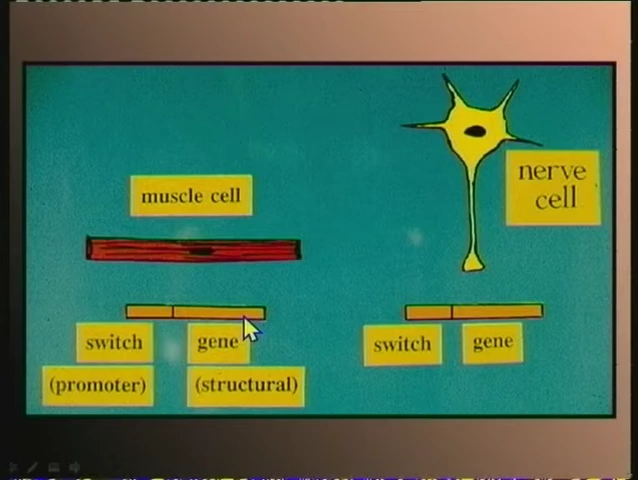 muscle cell
nerve
cell
switch
gene
(promoter)
(structural)
switch
gene